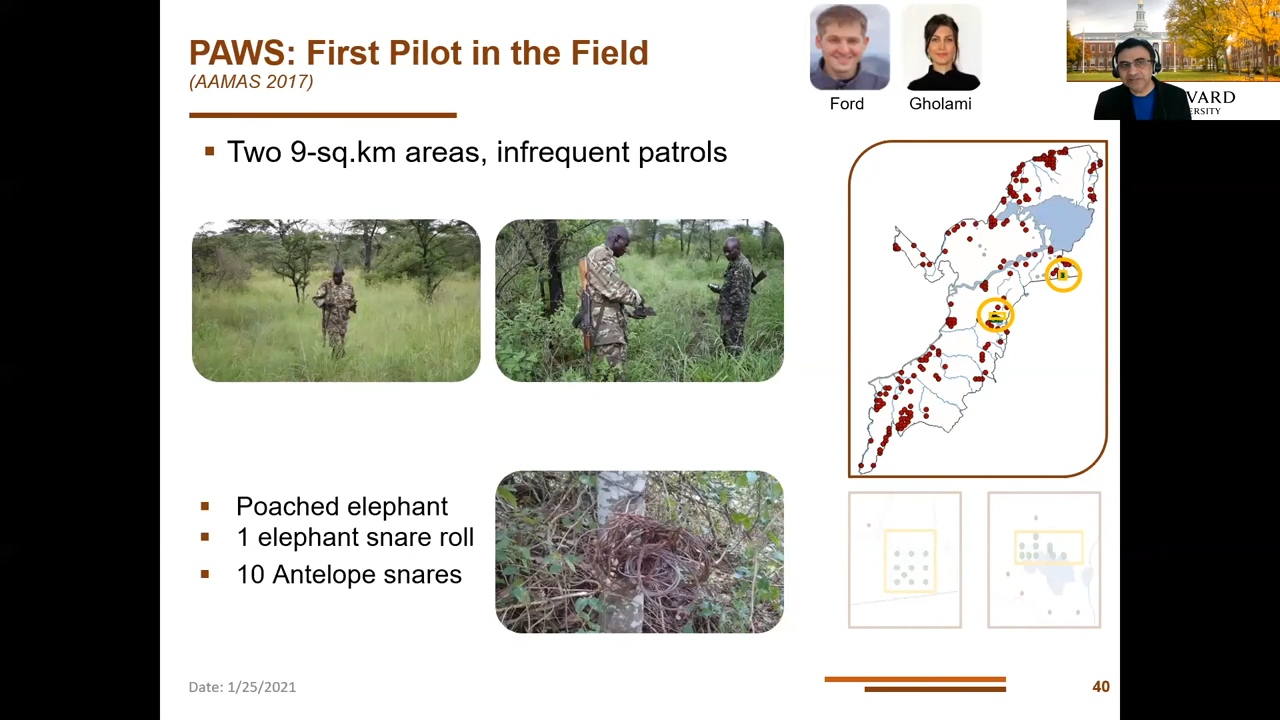 PAWS: First Pilot in the Field
(AAMAS 2017)
Ford
Gholami
VARD
ERSITY
Two 9-sq.km areas, infrequent patrols
Poached elephant
1 elephant snare roll
10 Antelope snares
Date: 1/25/2021
40